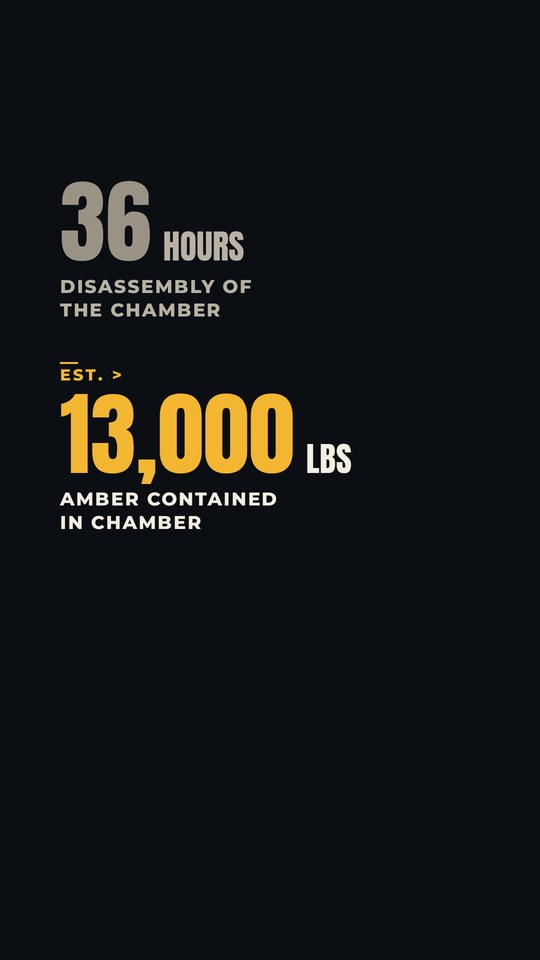 36 HOURS
DISASSEMBLY OF
THE CHAMBER
EST. >
13,000 LBS
AMBER CONTAINED
IN CHAMBER